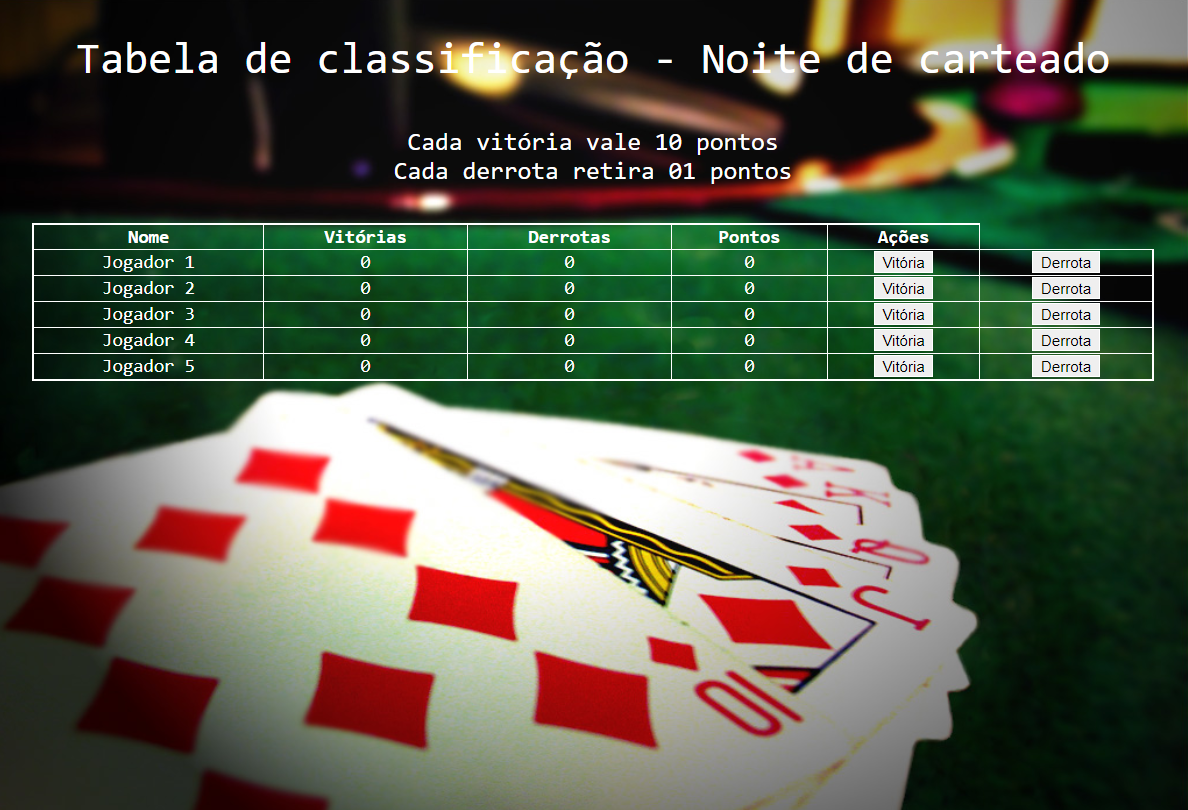 Tabela de classificação - Noite de carteado
Cada vitória vale 10 pontos
Cada derrota retira 01 pontos
Nome Vitórias Derrotas Pontos Ações
Jogador 1 0 0 0 Vitória Derrota
Jogador 2 0 0 0 Vitória Derrota
Jogador 3 0 0 0 Vitória Derrota
Jogador 4 0 0 0 Vitória Derrota
Jogador 5 0 0 0 Vitória Derrota
A
K
Q
J
10